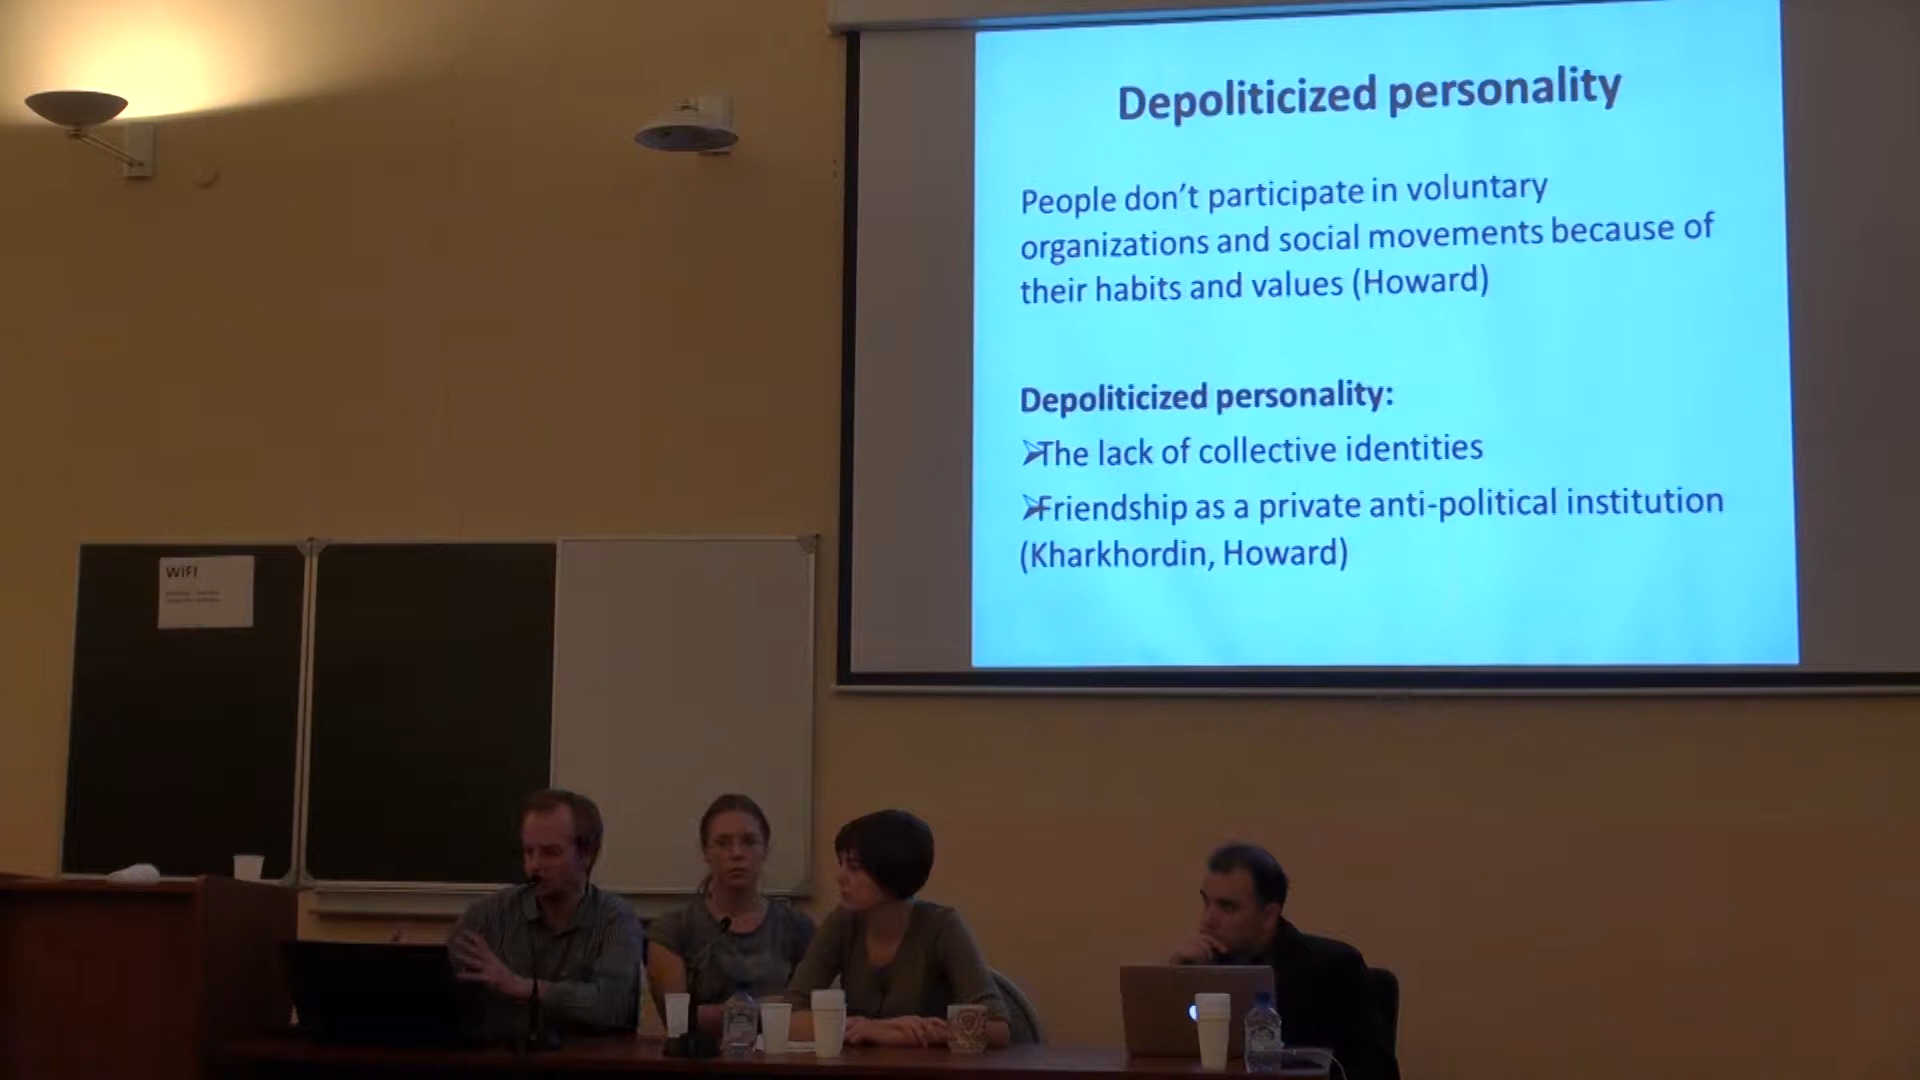 Depoliticized personality
People don't participate in voluntary
organizations and social movements because of
their habits and values (Howard)
Depoliticized personality:
➢The lack of collective identities
➢Friendship as a private anti-political institution
(Kharkhordin, Howard)
WiFi